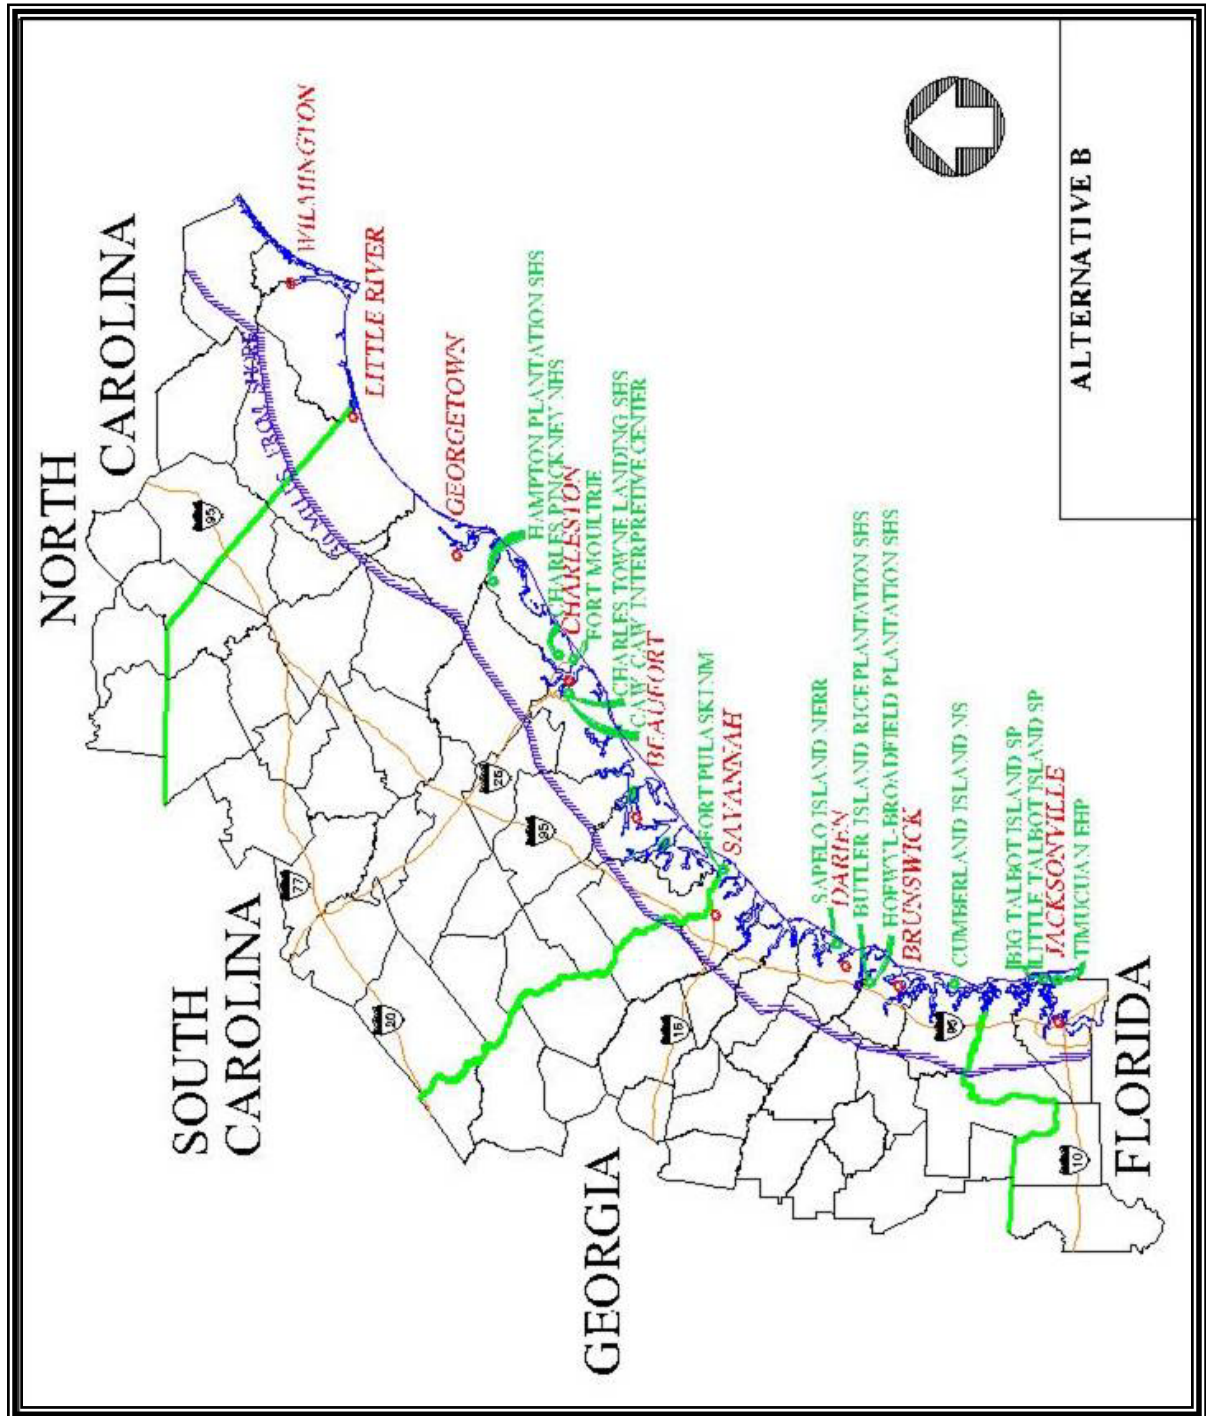 NORTH
CAROLINA
WILMINGTON
LITTLE RIVER
95
GEORGETOWN
HAMPTON PLANTATION SHS
CHARLES PINCKNEY NHS
CHARLESTON
FORT MOULTRIE
CHARLES TOWNE LANDING SHS
CAW CAW INTERPRETIVE CENTER
BEAUFORT
26
95
77
20
SOUTH
CAROLINA
FORT PULASKI NM
SAVANNAH
SAPELO ISLAND NERR
DARIEN
BUTLER ISLAND RICE PLANTATION SHS
HOFWYL-BROADFIELD PLANTATION SHS
BRUNSWICK
16
95
CUMBERLAND ISLAND NS
BIG TALBOT ISLAND SP
LITTLE TALBOT ISLAND SP
JACKSONVILLE
TIMUCUAN EHP
GEORGIA
10
FLORIDA
ALTERNATIVE B